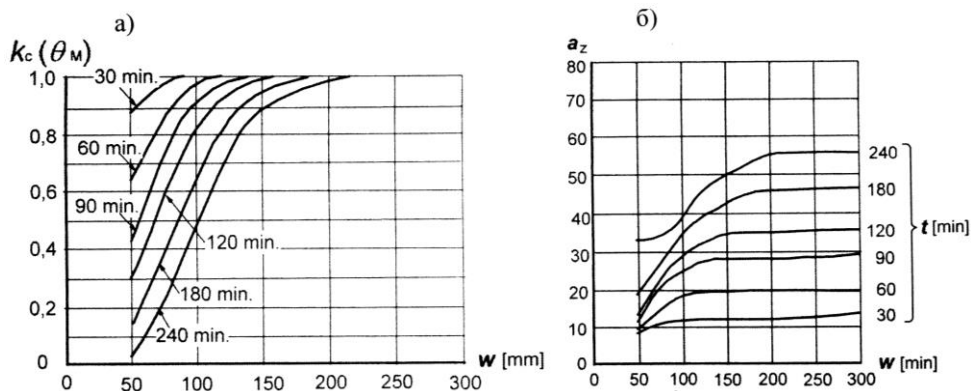 а)
k_c (θ_M)
1,0
0,8
0,6
0,4
0,2
0
30 min.
60 min.
90 min.
120 min.
180 min.
240 min.
0 50 100 150 200 250 300
w [mm]
б)
a_z
80
70
60
50
40
30
20
10
0
240
180
120
90
60
30
t [min]
0 50 100 150 200 250 300
w [min]